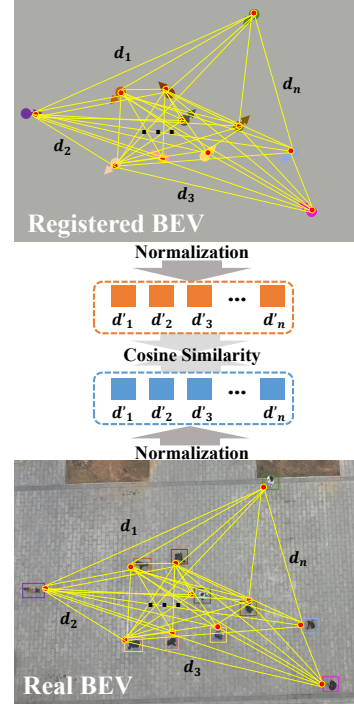 d₁
dₙ
d₂
...
d₃
Registered BEV
Normalization
...
d'₁ d'₂ d'₃ d'ₙ
Cosine Similarity
...
d'₁ d'₂ d'₃ d'ₙ
Normalization
d₁
dₙ
d₂
...
d₃
Real BEV